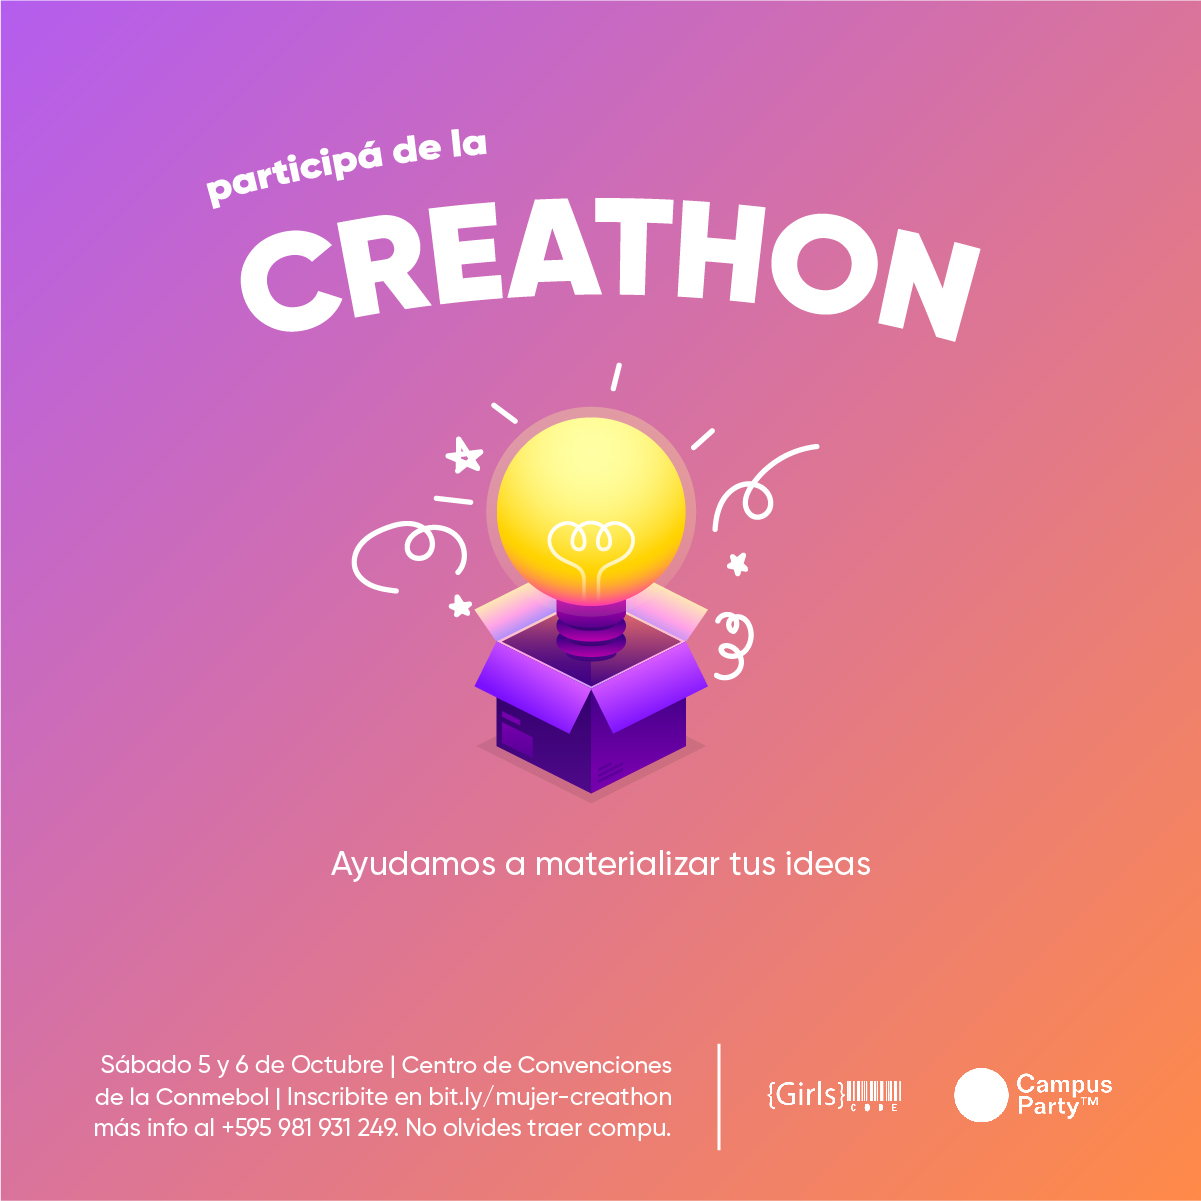 participá de la
CREATHON
Ayudamos a materializar tus ideas
Sábado 5 y 6 de Octubre | Centro de Convenciones
de la Conmebol | Inscribite en bit.ly/mujer-creathon
más info al +595 981 931 249. No olvides traer compu.
{Girls}
CODE
Campus
Party™